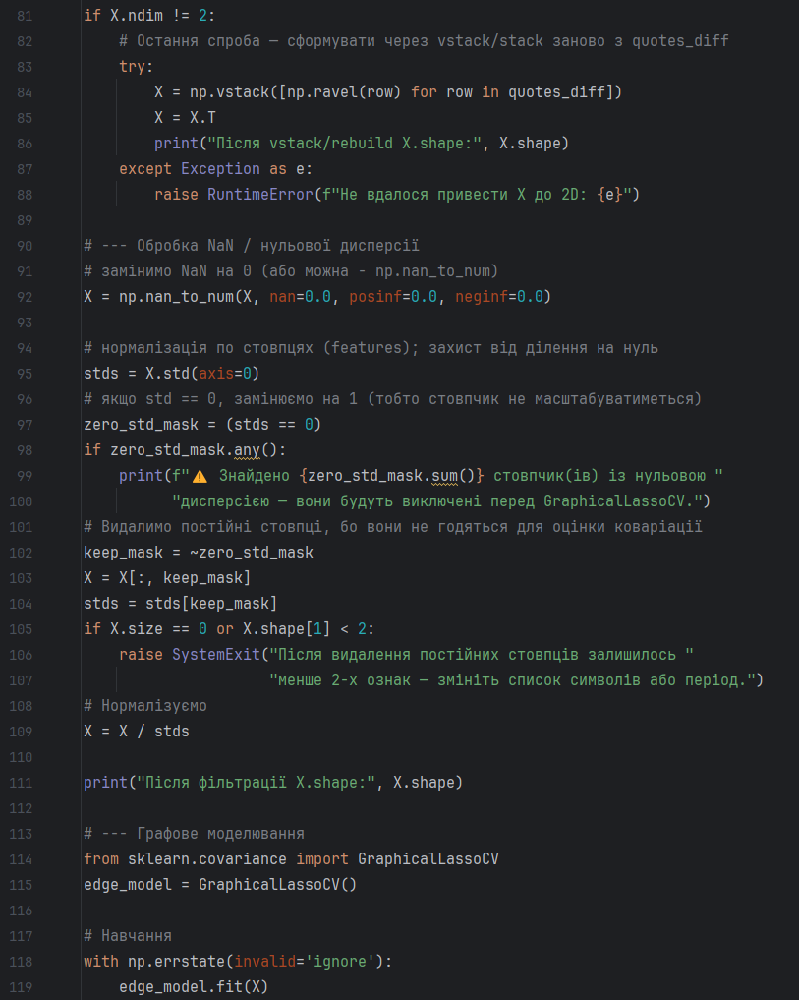 81 if X.ndim != 2:
82 # Остання спроба — сформувати через vstack/stack заново з quotes_diff
83 try:
84 X = np.vstack([np.ravel(row) for row in quotes_diff])
85 X = X.T
86 print("Після vstack/rebuild X.shape:", X.shape)
87 except Exception as e:
88 raise RuntimeError(f"Не вдалося привести X до 2D: {e}")
89
90 # --- Обробка NaN / нульової дисперсії
91 # замінимо NaN на 0 (або можна - np.nan_to_num)
92 X = np.nan_to_num(X, nan=0.0, posinf=0.0, neginf=0.0)
93
94 # нормалізація по стовпцях (features); захист від ділення на нуль
95 stds = X.std(axis=0)
96 # якщо std == 0, замінюємо на 1 (тобто стовпчик не масштабуватиметься)
97 zero_std_mask = (stds == 0)
98 if zero_std_mask.any():
99 print(f"⚠️ Знайдено {zero_std_mask.sum()} стовпчик(ів) із нульовою "
100 "дисперсією — вони будуть виключені перед GraphicalLassoCV.")
101 # Видалимо постійні стовпці, бо вони не годяться для оцінки коваріації
102 keep_mask = ~zero_std_mask
103 X = X[:, keep_mask]
104 stds = stds[keep_mask]
105 if X.size == 0 or X.shape[1] < 2:
106 raise SystemExit("Після видалення постійних стовпців залишилось "
107 "менше 2-х ознак — змініть список символів або період.")
108 # Нормалізуємо
109 X = X / stds
110
111 print("Після фільтрації X.shape:", X.shape)
112
113 # --- Графове моделювання
114 from sklearn.covariance import GraphicalLassoCV
115 edge_model = GraphicalLassoCV()
116
117 # Навчання
118 with np.errstate(invalid='ignore'):
119 edge_model.fit(X)